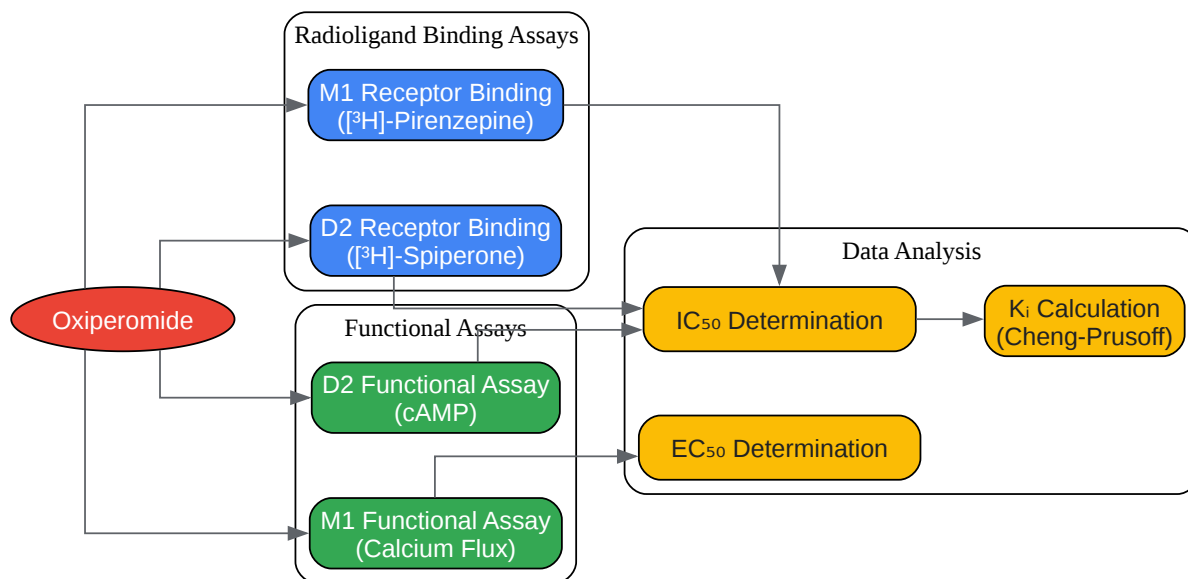 Radioligand Binding Assays
M1 Receptor Binding
([³H]-Pirenzepine)
D2 Receptor Binding
([³H]-Spiperone)
Oxiperomide
Functional Assays
D2 Functional Assay
(cAMP)
M1 Functional Assay
(Calcium Flux)
Data Analysis
IC₅₀ Determination
Kᵢ Calculation
(Cheng-Prusoff)
EC₅₀ Determination